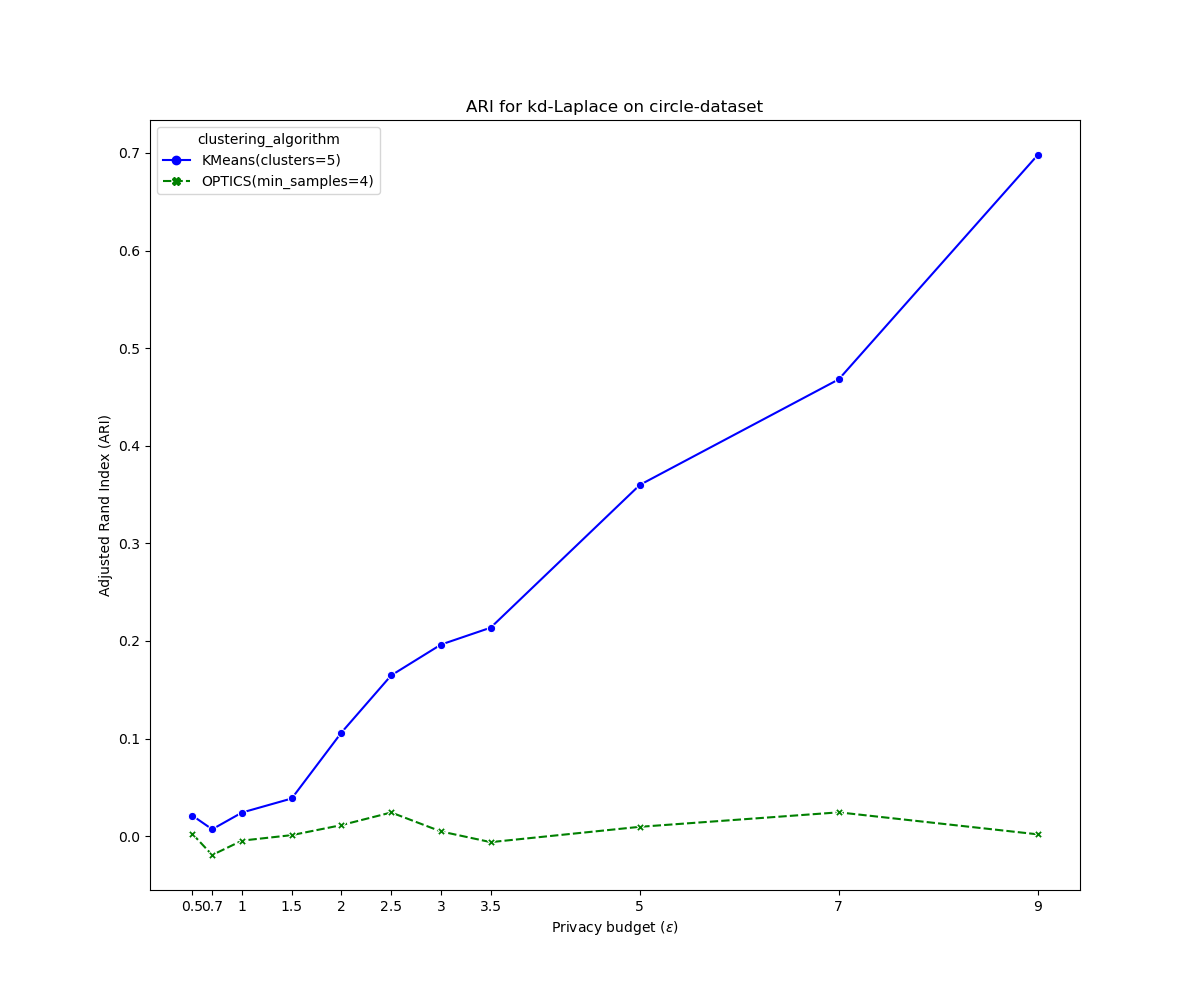 ARI for kd-Laplace on circle-dataset
clustering_algorithm
KMeans(clusters=5)
OPTICS(min_samples=4)
Adjusted Rand Index (ARI)
0.7
0.6
0.5
0.4
0.3
0.2
0.1
0.0
0.5 0.7 1 1.5 2 2.5 3 3.5 5 7 9
Privacy budget (ε)